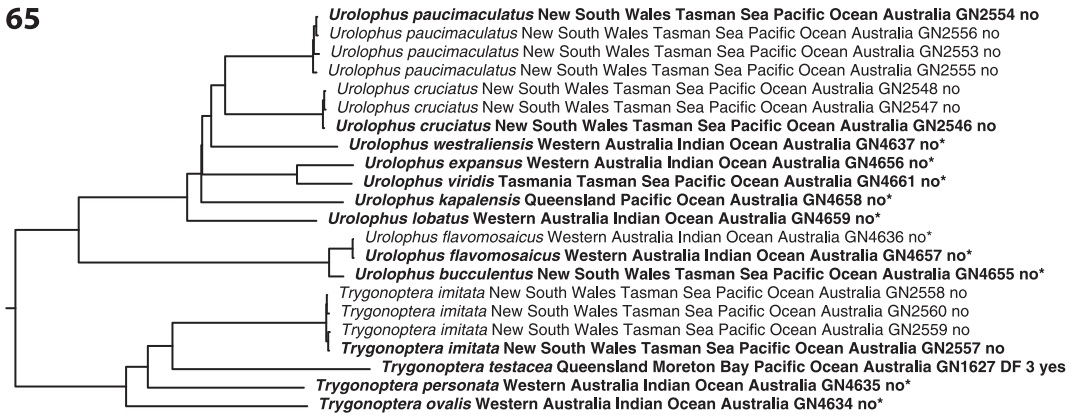 65
Urolophus paucimaculatus New South Wales Tasman Sea Pacific Ocean Australia GN2554 no
Urolophus paucimaculatus New South Wales Tasman Sea Pacific Ocean Australia GN2556 no
Urolophus paucimaculatus New South Wales Tasman Sea Pacific Ocean Australia GN2553 no
Urolophus paucimaculatus New South Wales Tasman Sea Pacific Ocean Australia GN2555 no
Urolophus cruciatus New South Wales Tasman Sea Pacific Ocean Australia GN2548 no
Urolophus cruciatus New South Wales Tasman Sea Pacific Ocean Australia GN2547 no
Urolophus cruciatus New South Wales Tasman Sea Pacific Ocean Australia GN2546 no
Urolophus westraliensis Western Australia Indian Ocean Australia GN4637 no*
Urolophus expansus Western Australia Indian Ocean Australia GN4656 no*
Urolophus viridis Tasmania Tasman Sea Pacific Ocean Australia GN4661 no*
Urolophus kapalensis Queensland Pacific Ocean Australia GN4658 no*
Urolophus lobatus Western Australia Indian Ocean Australia GN4659 no*
Urolophus flavomosaicus Western Australia Indian Ocean Australia GN4636 no*
Urolophus flavomosaicus Western Australia Indian Ocean Australia GN4657 no*
Urolophus bucculentus New South Wales Tasman Sea Pacific Ocean Australia GN4655 no*
Trygonoptera imitata New South Wales Tasman Sea Pacific Ocean Australia GN2558 no
Trygonoptera imitata New South Wales Tasman Sea Pacific Ocean Australia GN2560 no
Trygonoptera imitata New South Wales Tasman Sea Pacific Ocean Australia GN2559 no
Trygonoptera imitata New South Wales Tasman Sea Pacific Ocean Australia GN2557 no
Trygonoptera testacea Queensland Moreton Bay Pacific Ocean Australia GN1627 DF 3 yes
Trygonoptera personata Western Australia Indian Ocean Australia GN4635 no*
Trygonoptera ovalis Western Australia Indian Ocean Australia GN4634 no*